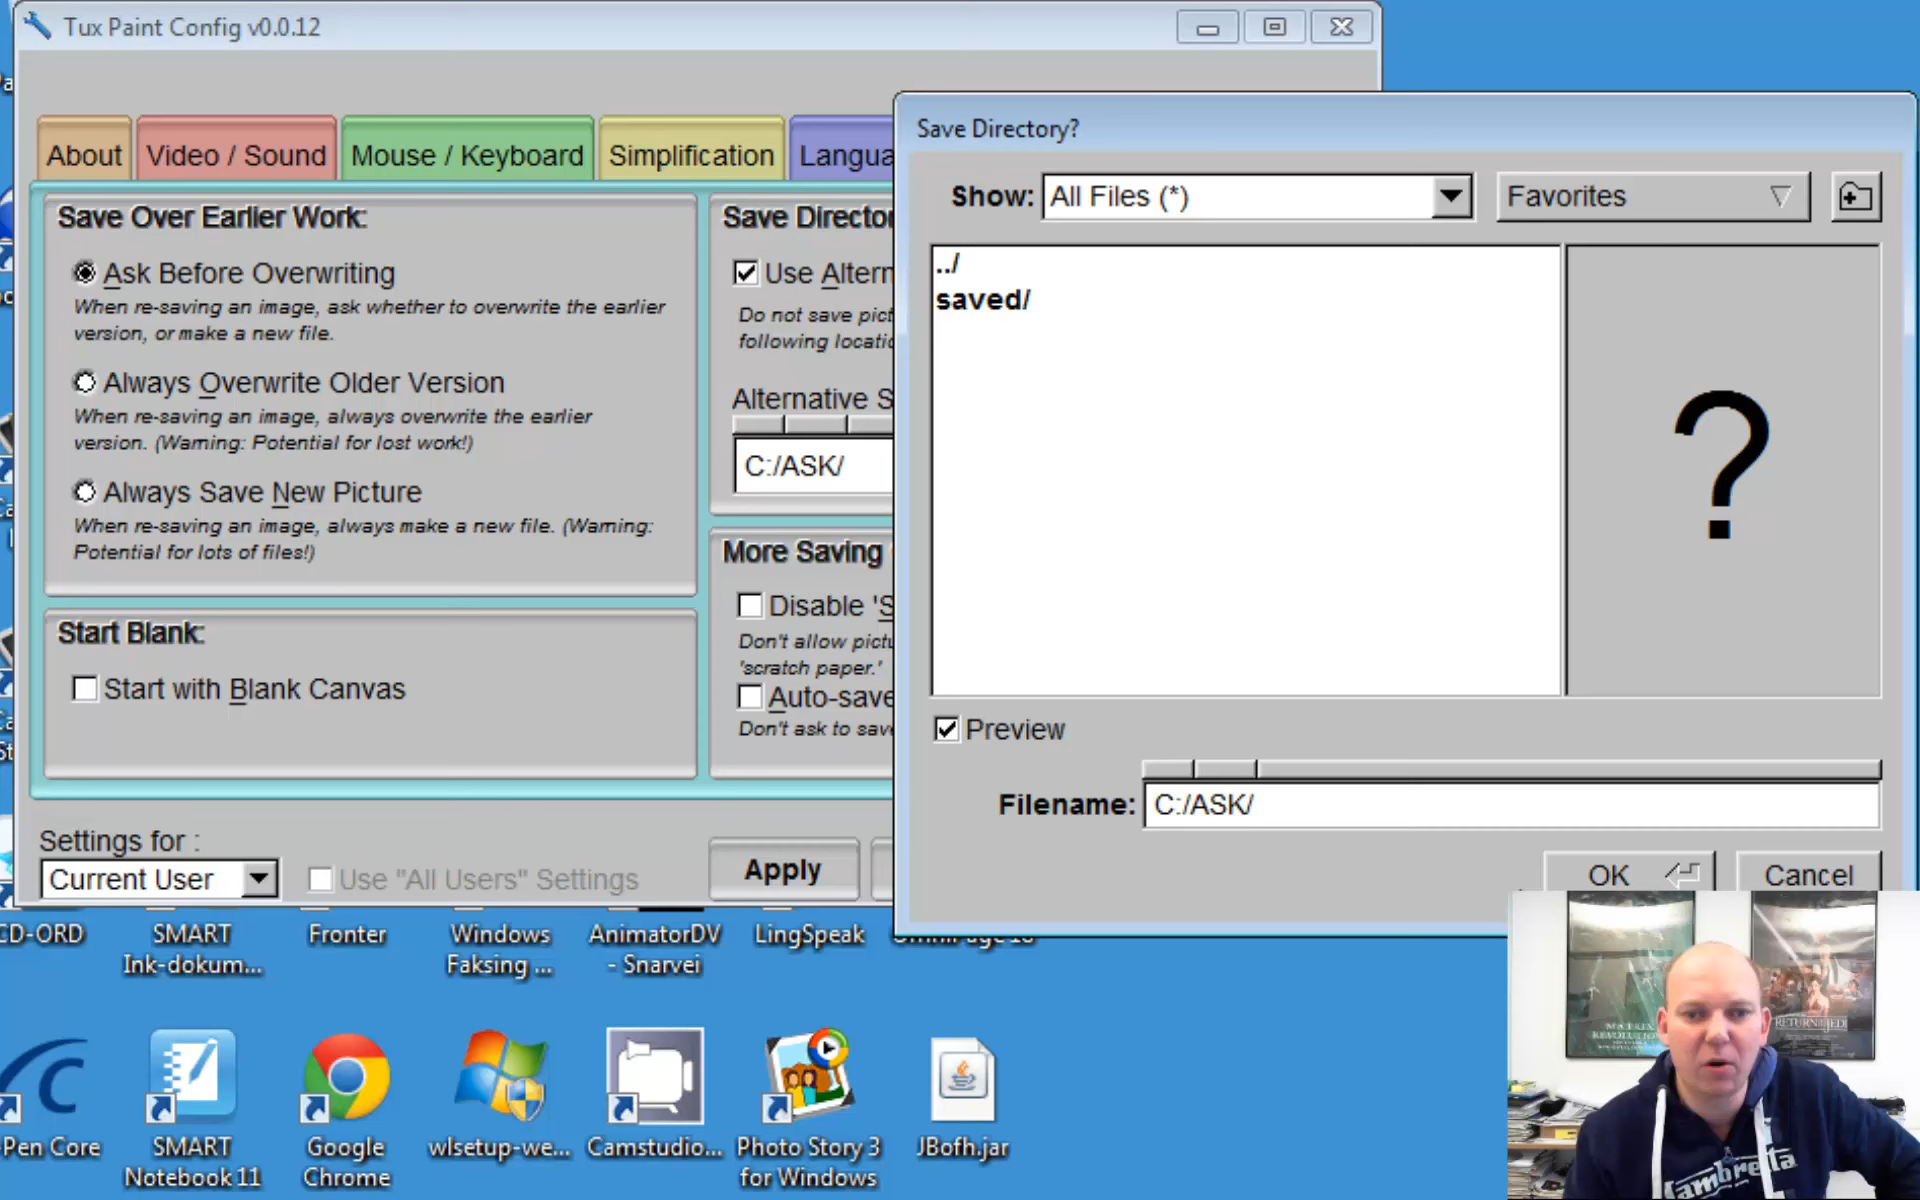 Tux Paint Config v0.0.12
About
Video / Sound
Mouse / Keyboard
Simplification
Langua
Save Over Earlier Work:
Ask Before Overwriting
When re-saving an image, ask whether to overwrite the earlier
version, or make a new file.
Always Overwrite Older Version
When re-saving an image, always overwrite the earlier
version. (Warning: Potential for lost work!)
Always Save New Picture
When re-saving an image, always make a new file. (Warning:
Potential for lots of files!)
Start Blank:
Start with Blank Canvas
Save Director
Use Altern
Do not save pict
following locatio
Alternative S
C:/ASK/
More Saving
Disable 'S
Don't allow pictu
'scratch paper.'
Auto-save
Don't ask to save
Settings for :
Current User
Use "All Users" Settings
Apply
Save Directory?
Show:
All Files (*)
Favorites
../
saved/
?
Preview
Filename:
C:/ASK/
OK
Cancel
CD-ORD
SMART
Ink-dokum...
Fronter
Windows
Faksing ...
AnimatorDV
- Snarvei
LingSpeak
Pen Core
SMART
Notebook 11
Google
Chrome
wlsetup-we...
Camstudio...
Photo Story 3
for Windows
JBofh.jar
RETURN JEDI
Lambretta